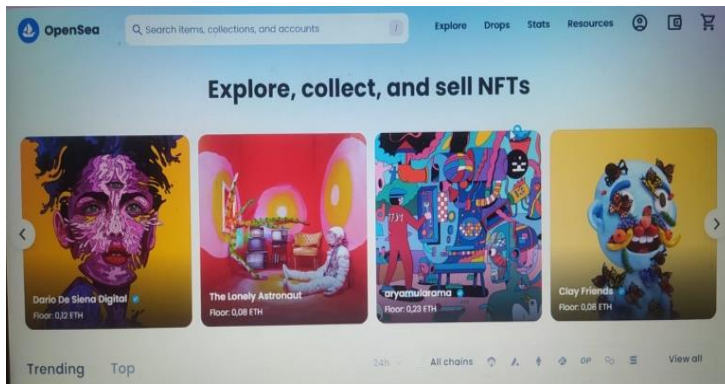 OpenSea
Search items, collections, and accounts
/
Explore
Drops
Stats
Resources
Explore, collect, and sell NFTs
Dario De Siena Digital
Floor: 0,12 ETH
The Lonely Astronaut
Floor: 0,08 ETH
aryamularama
Floor: 0,23 ETH
Clay Friends
Floor: 0,08 ETH
Trending
Top
24h
All chains
OP
View all